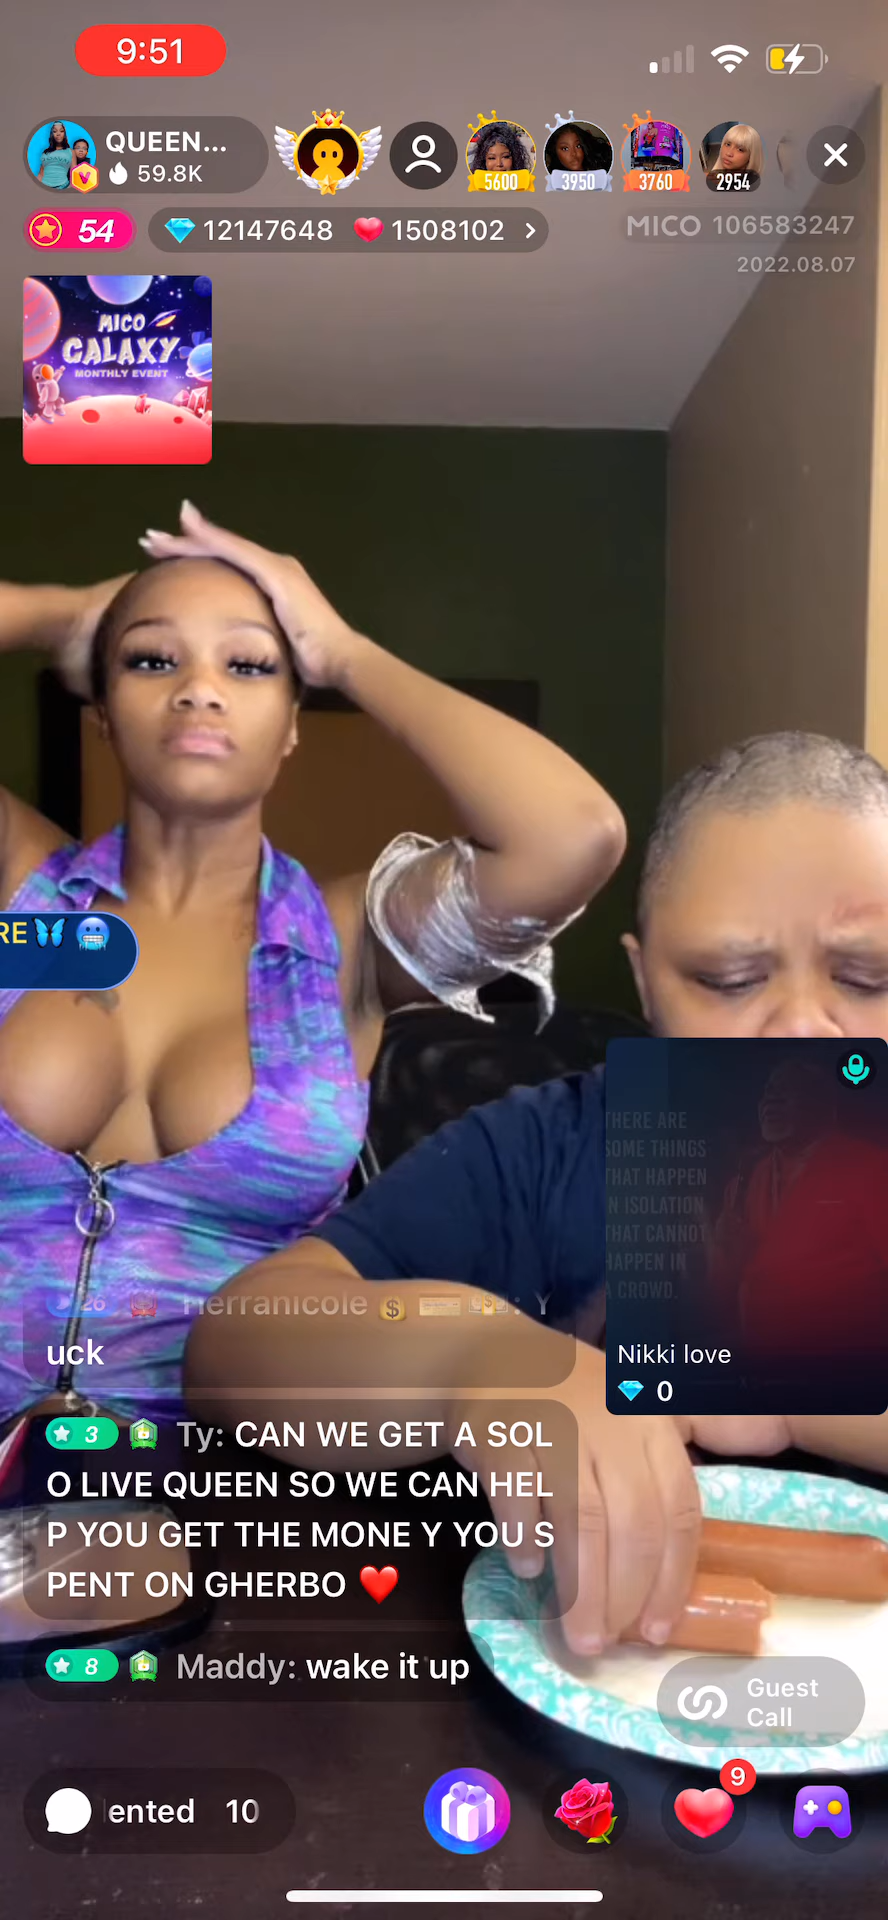 9:51
QUEEN...
59.8K
5600
3950
3760
2954
54
12147648
1508102
MICO 106583247
2022.08.07
MICO
GALAXY
MONTHLY EVENT
RE
THERE ARE
SOME THINGS
THAT HAPPEN
IN ISOLATION
THAT CANNOT
HAPPEN IN
A CROWD.
Nikki love
0
26 Herranicole : Y
uck
3 Ty: CAN WE GET A SOL
O LIVE QUEEN SO WE CAN HEL
P YOU GET THE MONE Y YOU S
PENT ON GHERBO
8 Maddy: wake it up
Guest
Call
ented 10
9